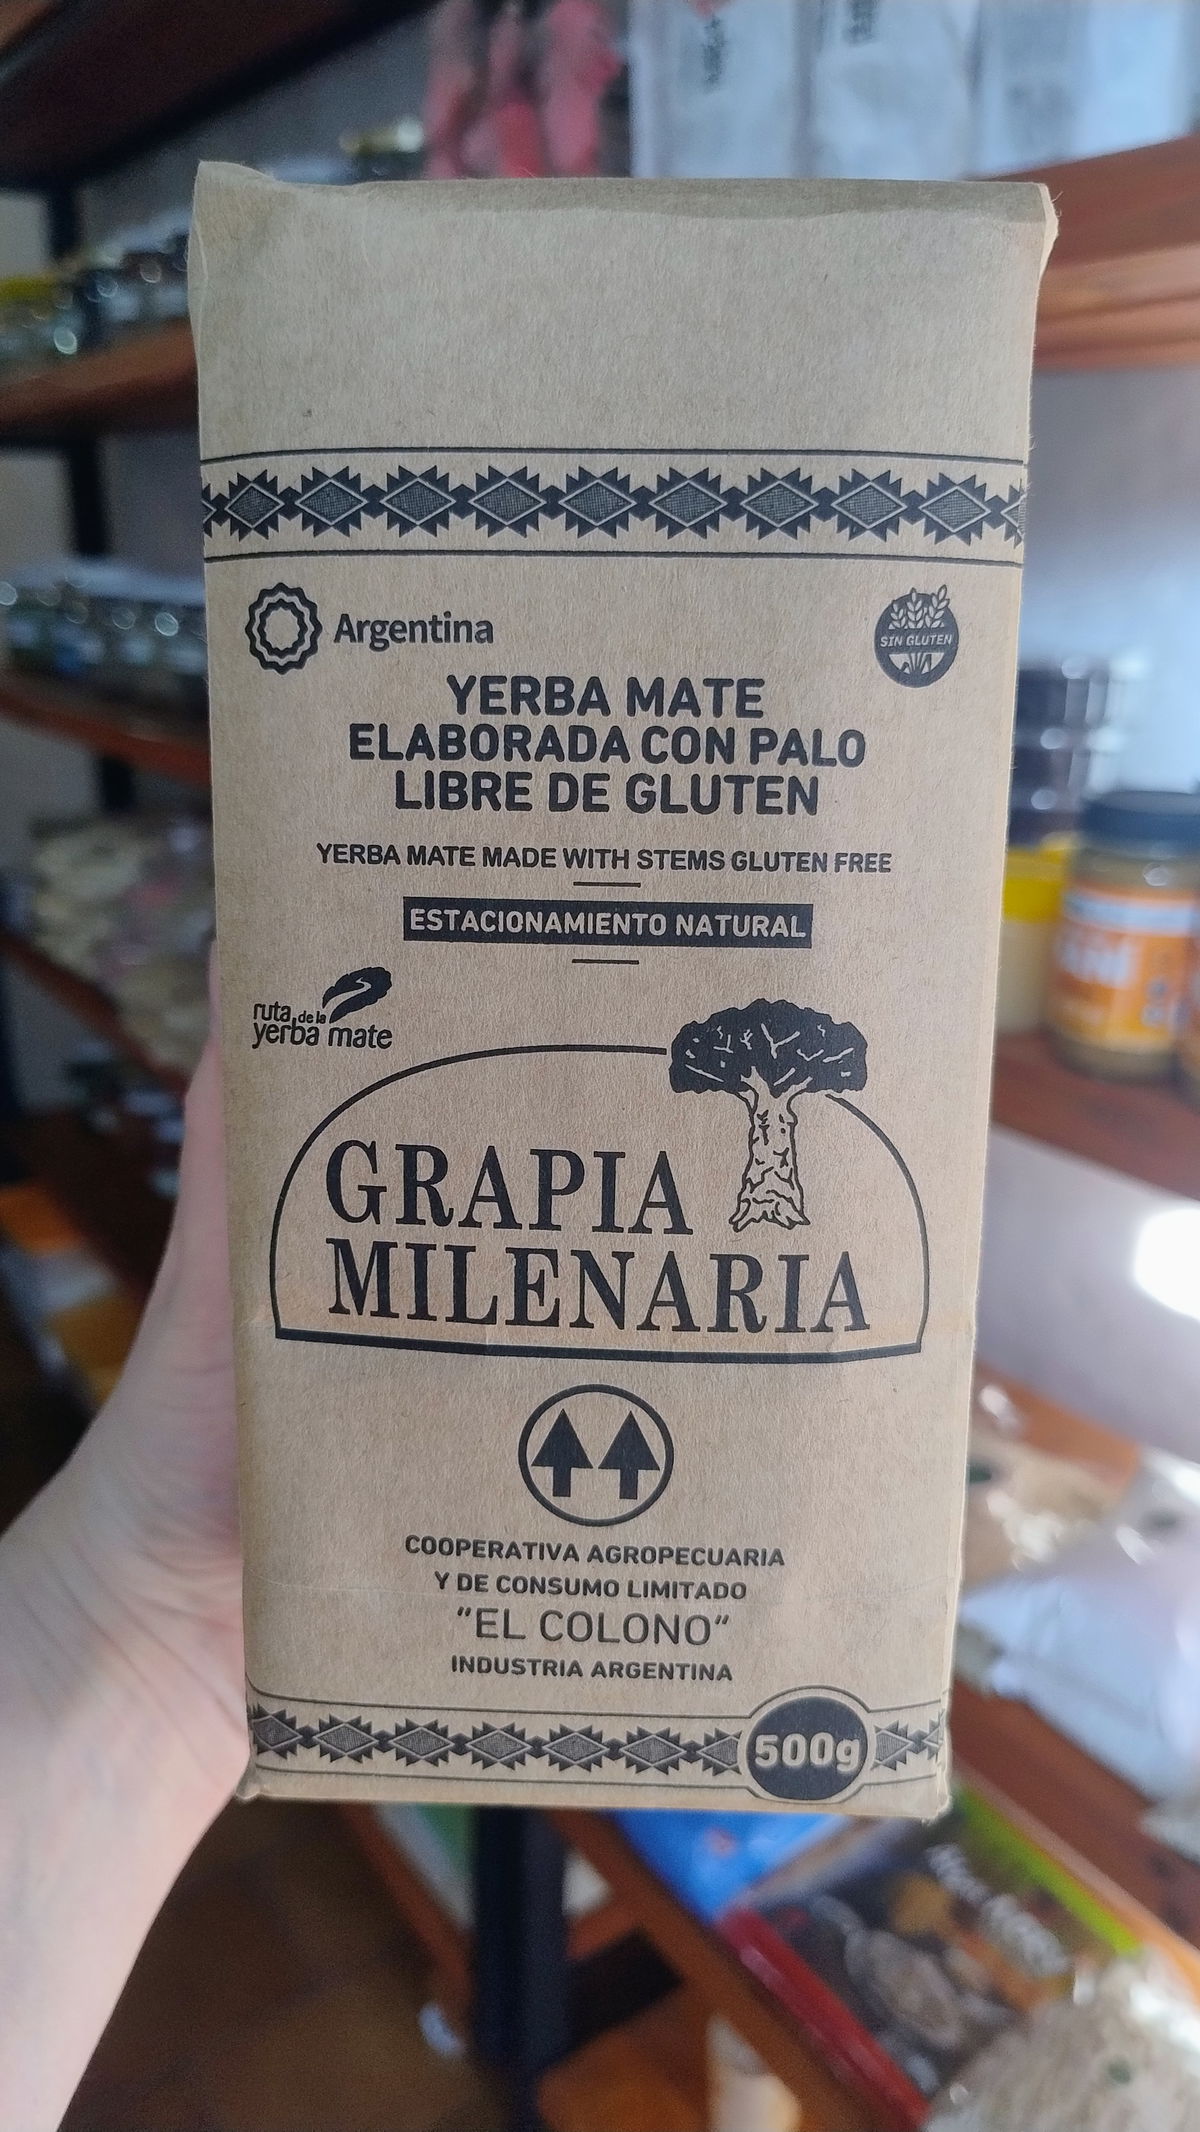 Argentina
SIN GLUTEN
YERBA MATE
ELABORADA CON PALO
LIBRE DE GLUTEN
YERBA MATE MADE WITH STEMS GLUTEN FREE
ESTACIONAMIENTO NATURAL
ruta de la
yerba mate
GRAPIA
MILENARIA
COOPERATIVA AGROPECUARIA
Y DE CONSUMO LIMITADO
"EL COLONO"
INDUSTRIA ARGENTINA
500g